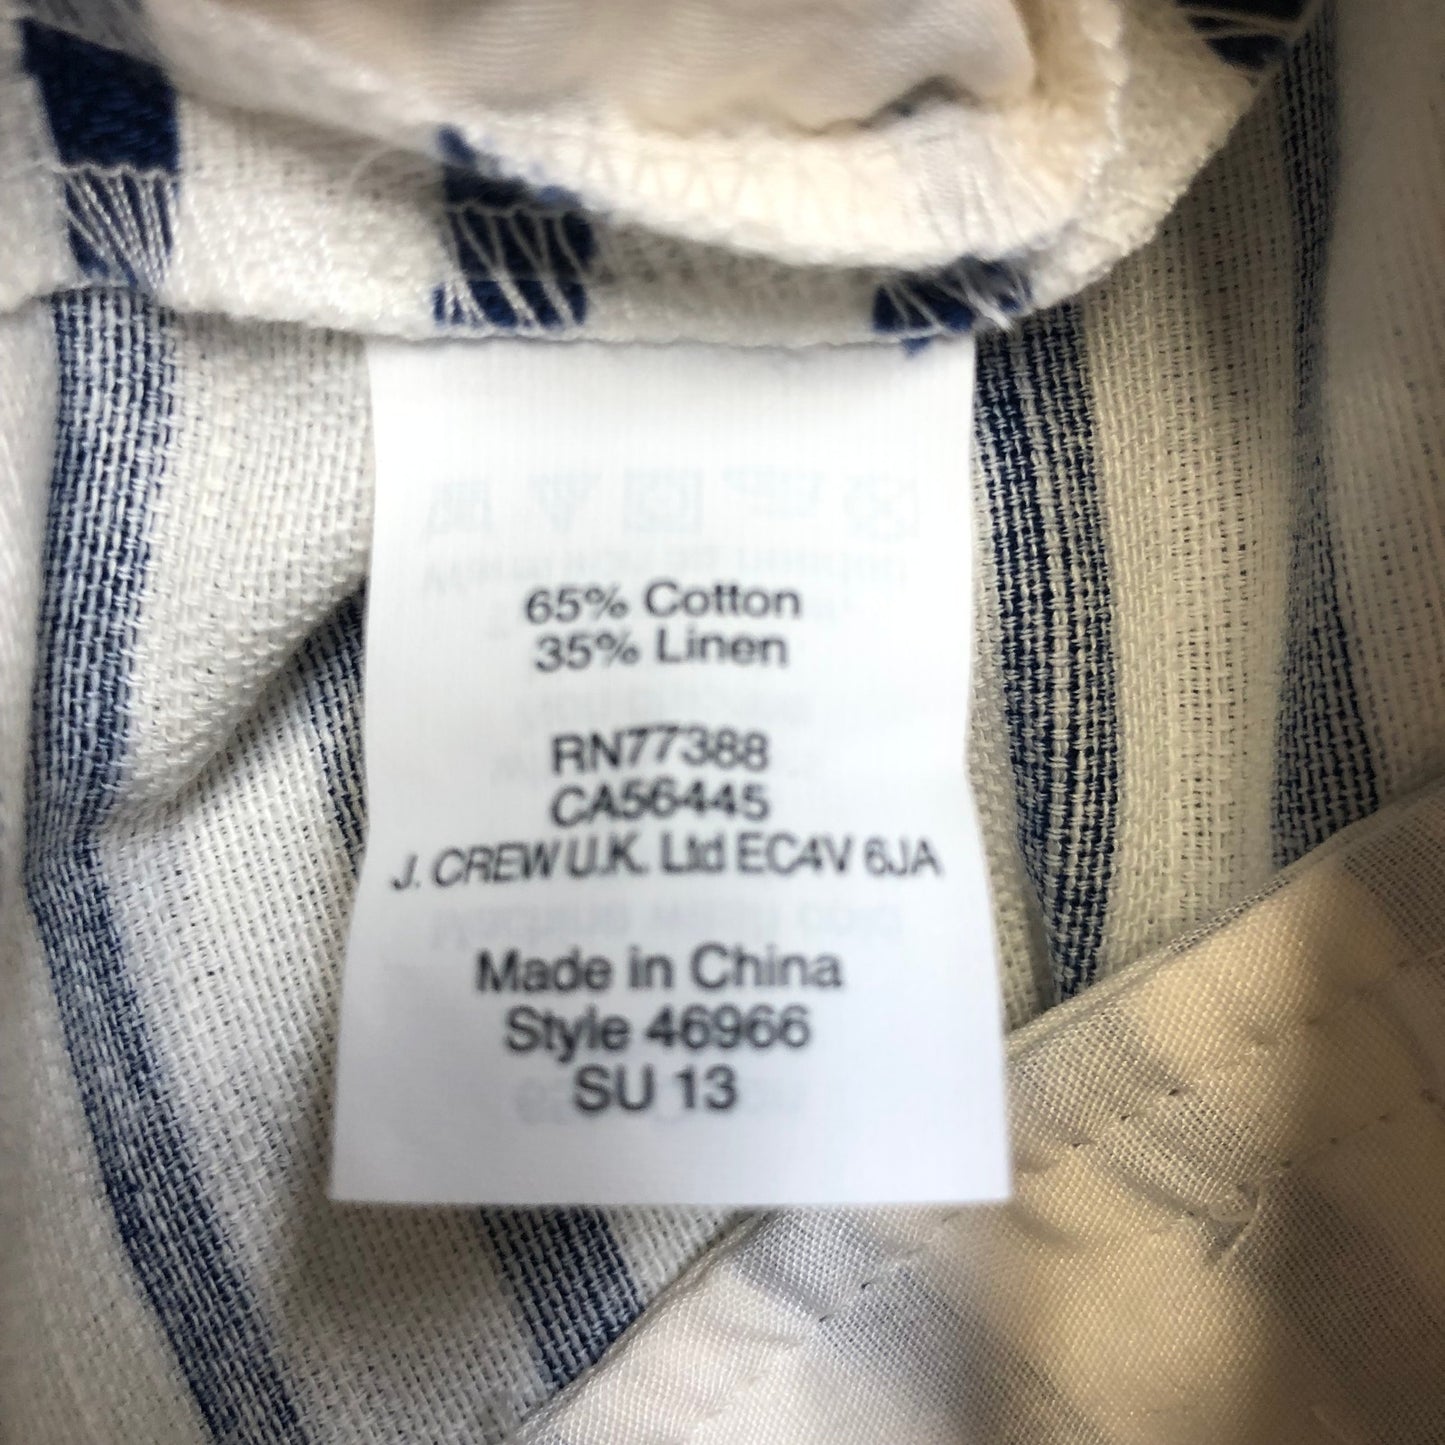 65% Cotton
35% Linen
RN77388
CA56445
J. CREW U.K. Ltd EC4V 6JA
Made in China
Style 46966
SU 13